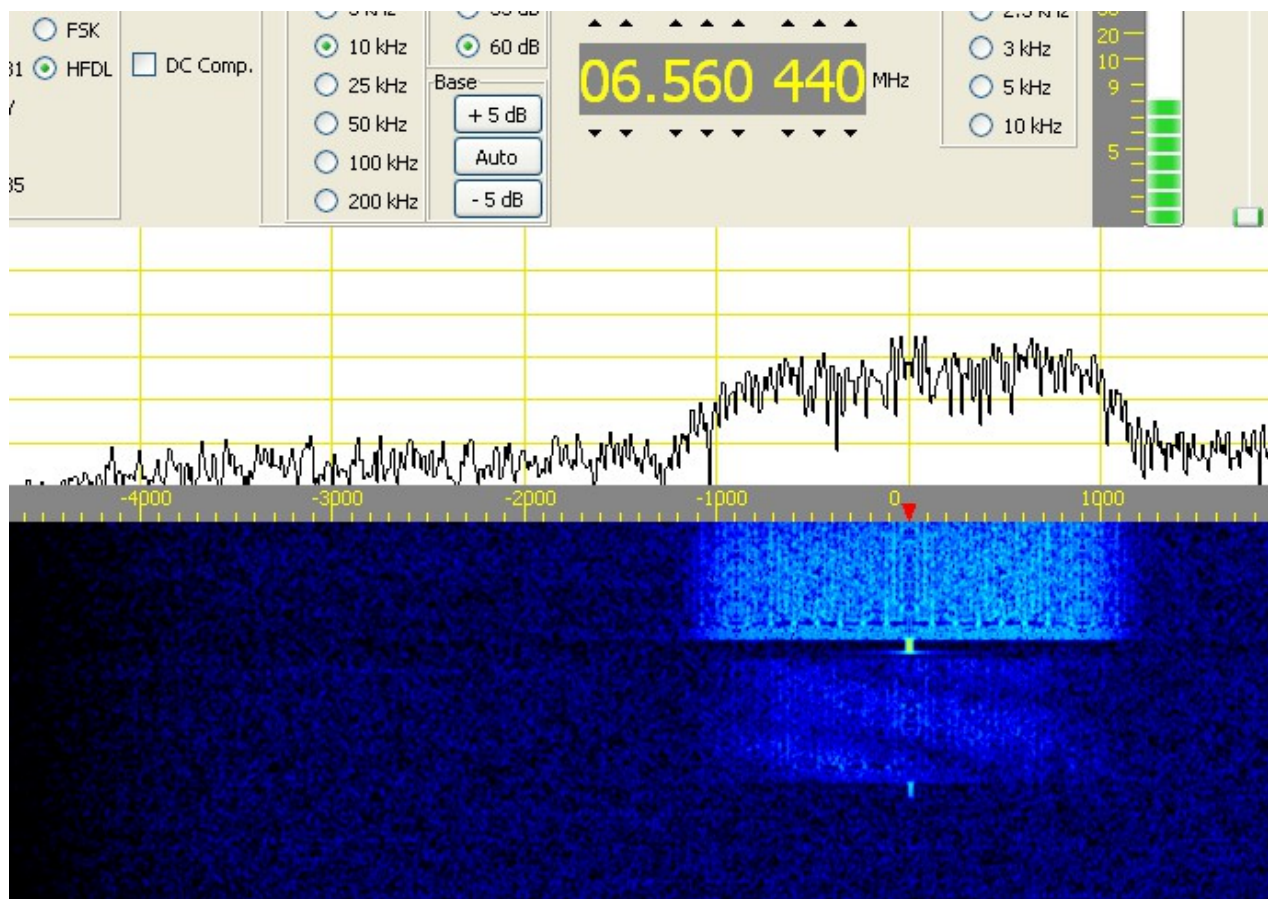 FSK
HFDL
DC Comp.
10 kHz
25 kHz
50 kHz
100 kHz
200 kHz
60 dB
Base
+ 5 dB
Auto
- 5 dB
06.560 440 MHz
3 kHz
5 kHz
10 kHz
20
10
9
5
-4000 -3000 -2000 -1000 0 1000